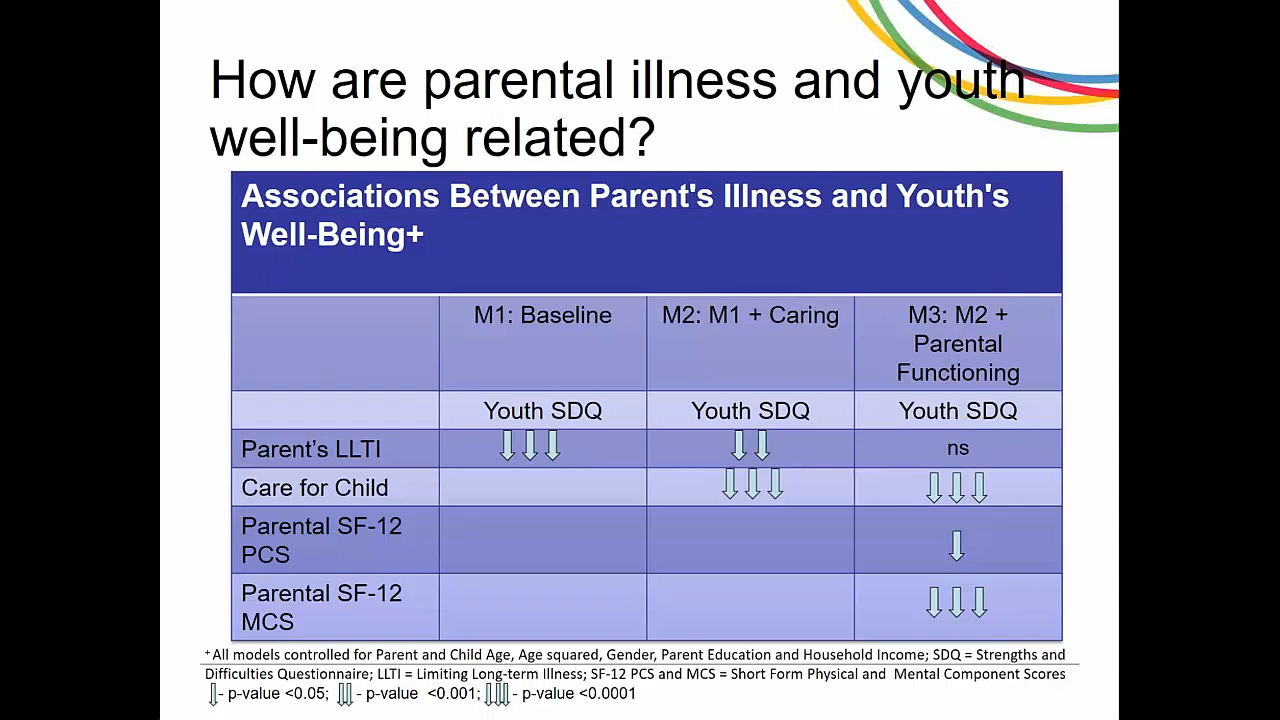 How are parental illness and youth
well-being related?
Associations Between Parent's Illness and Youth's
Well-Being+
M1: Baseline
M2: M1 + Caring
M3: M2 +
Parental
Functioning
Youth SDQ
Youth SDQ
Youth SDQ
Parent’s LLTI
ns
Care for Child
Parental SF-12
PCS
Parental SF-12
MCS
+All models controlled for Parent and Child Age, Age squared, Gender, Parent Education and Household Income; SDQ = Strengths and
Difficulties Questionnaire; LLTI = Limiting Long-term Illness; SF-12 PCS and MCS = Short Form Physical and Mental Component Scores
- p-value <0.05; - p-value <0.001; - p-value <0.0001